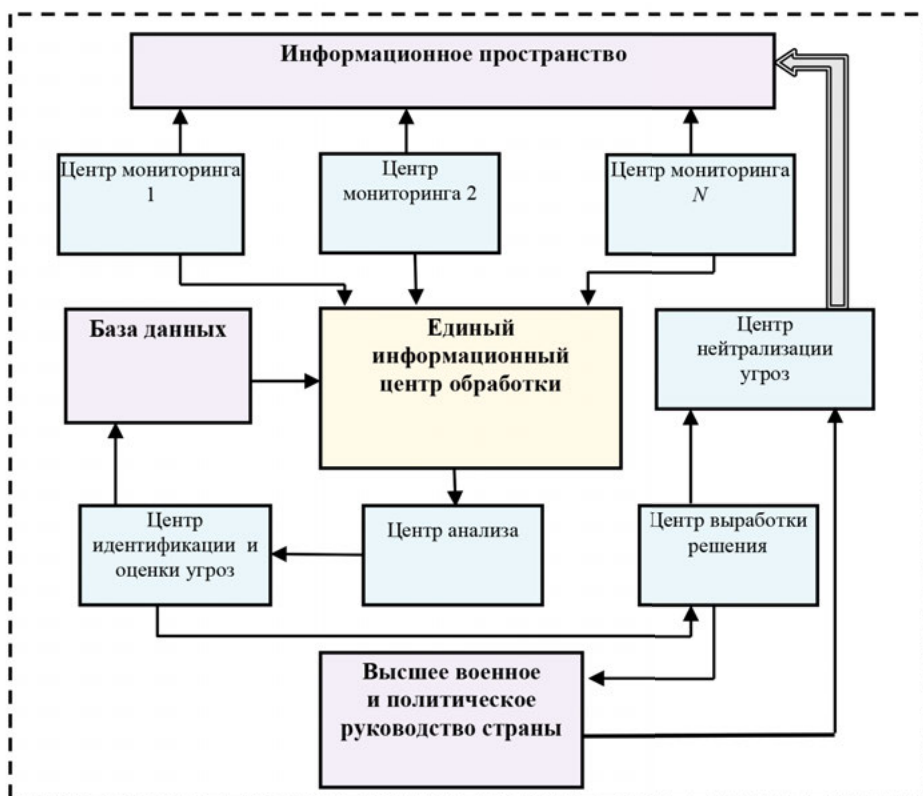 Информационное пространство
Центр мониторинга
1
Центр
мониторинга 2
Центр мониторинга
N
База данных
Единый
информационный
центр обработки
Центр
нейтрализации
угроз
Центр
идентификации и
оценки угроз
Центр анализа
Центр выработки
решения
Высшее военное
и политическое
руководство страны